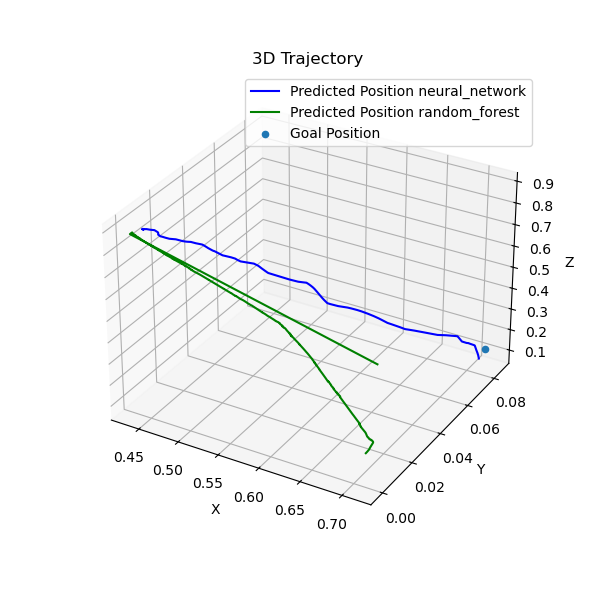 3D Trajectory
Predicted Position neural_network
Predicted Position random_forest
Goal Position
0.9
0.8
0.7
0.6
0.5
0.4
0.3
0.2
0.1
Z
0.08
0.06
0.04
0.02
0.00
Y
0.45
0.50
0.55
0.60
0.65
0.70
X